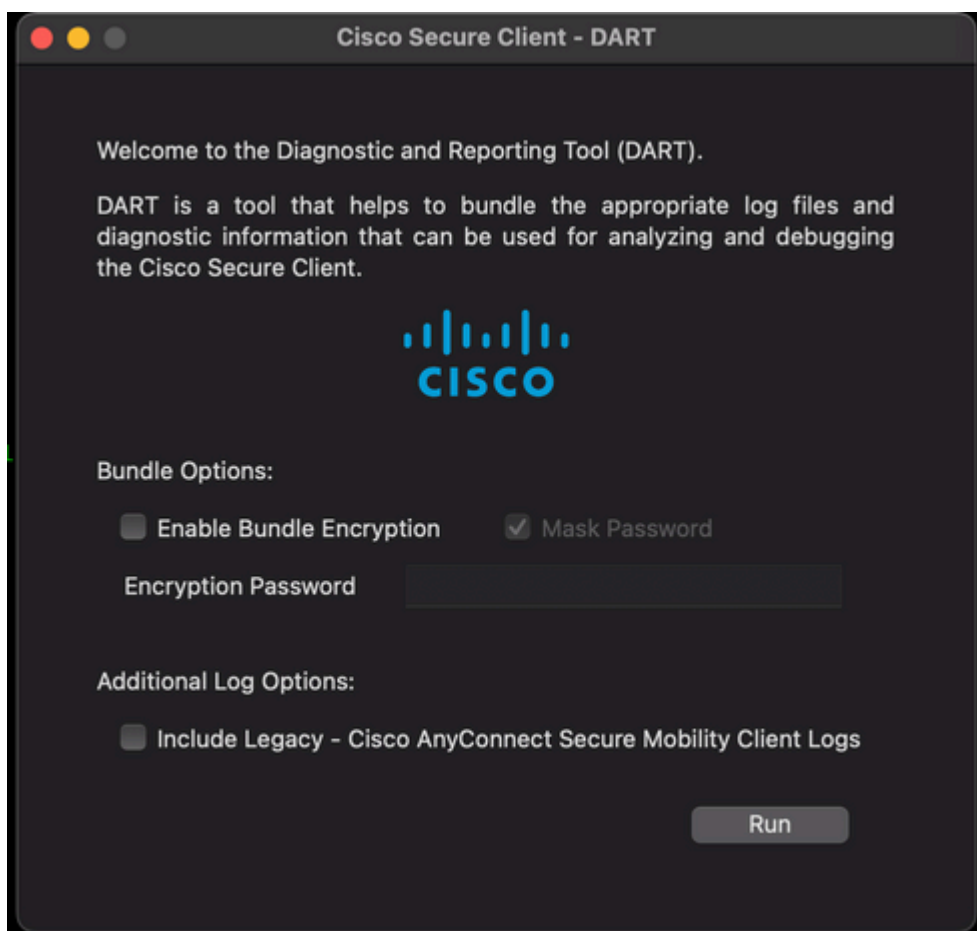 Cisco Secure Client - DART
Welcome to the Diagnostic and Reporting Tool (DART).
DART is a tool that helps to bundle the appropriate log files and
diagnostic information that can be used for analyzing and debugging
the Cisco Secure Client.
CISCO
Bundle Options:
Enable Bundle Encryption
Mask Password
Encryption Password
Additional Log Options:
Include Legacy - Cisco AnyConnect Secure Mobility Client Logs
Run